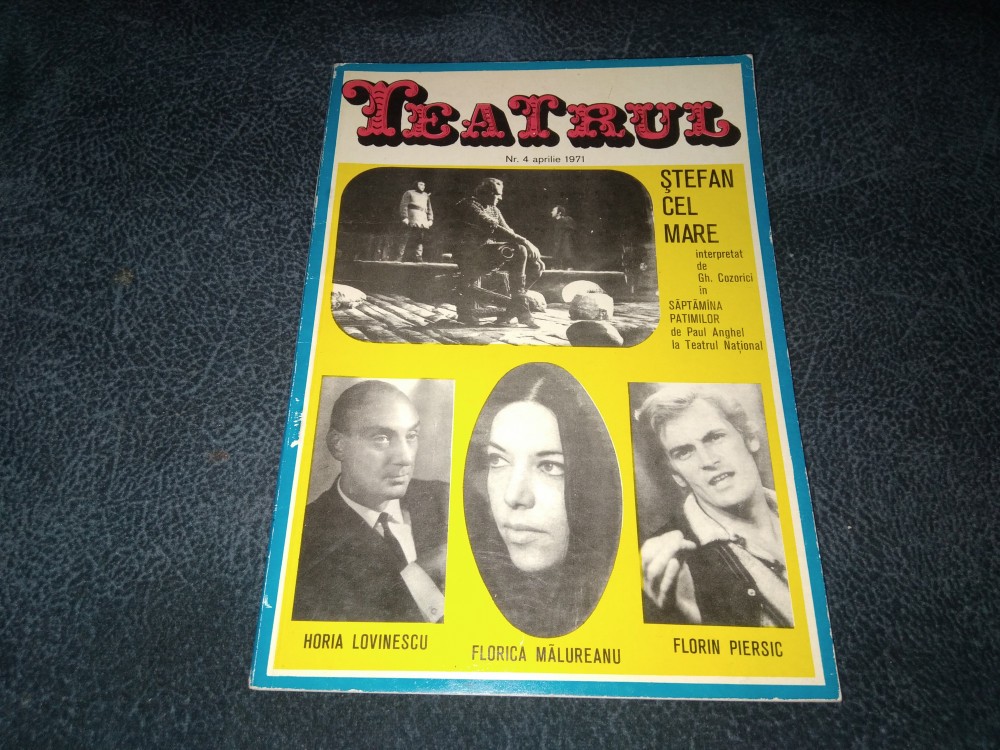 TEATRUL
Nr. 4 aprilie 1971
ŞTEFAN
CEL
MARE
interpretat
de
Gh. Cozorici
în
SĂPTĂMÎNA
PATIMILOR
de Paul Anghel
la Teatrul Naţional
HORIA LOVINESCU
FLORICA MĂLUREANU
FLORIN PIERSIC